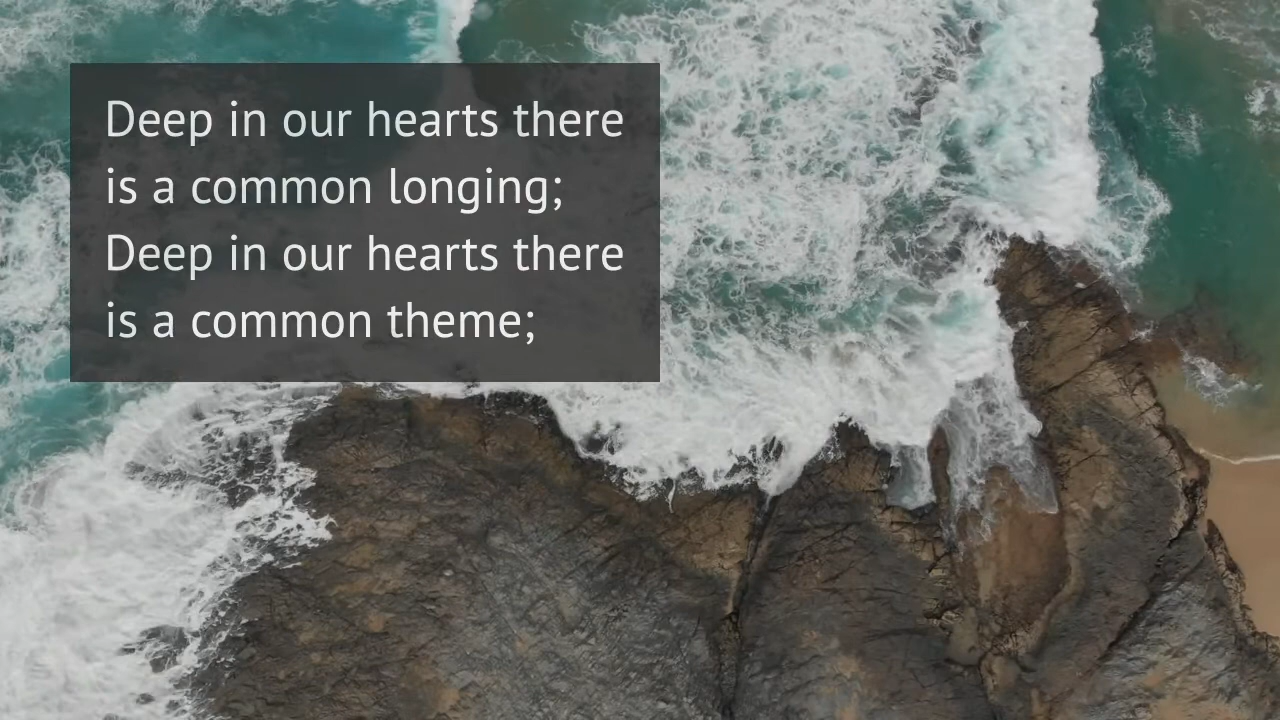 Deep in our hearts there
is a common longing;
Deep in our hearts there
is a common theme;